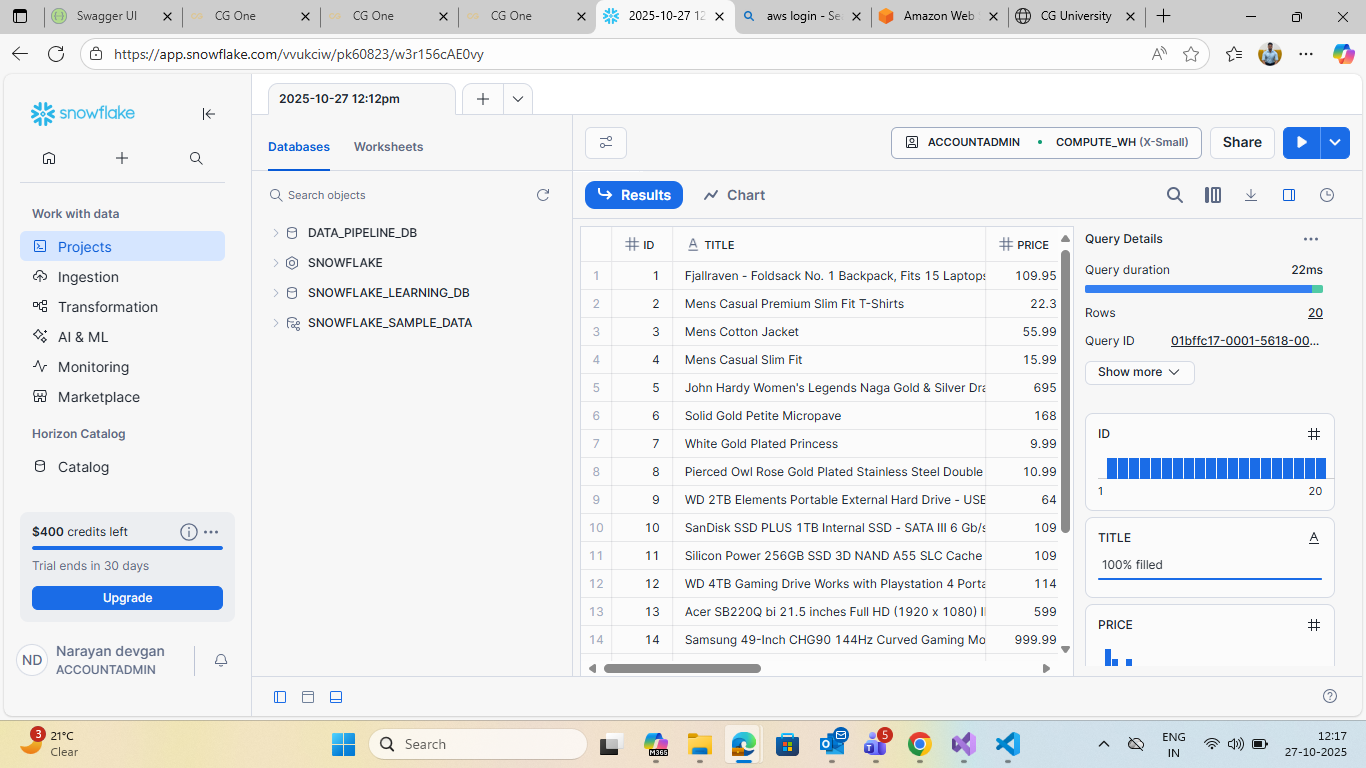 Swagger UI
CG One
CG One
CG One
2025-10-27 12
aws login - Se
Amazon Web
CG University
https://app.snowflake.com/vvukciw/pk60823/w3r156cAE0vy
snowflake
Work with data
Projects
Ingestion
Transformation
AI & ML
Monitoring
Marketplace
Horizon Catalog
Catalog
$400 credits left
Trial ends in 30 days
Upgrade
ND
Narayan devgan
ACCOUNTADMIN
2025-10-27 12:12pm
Databases Worksheets
Search objects
DATA_PIPELINE_DB
SNOWFLAKE
SNOWFLAKE_LEARNING_DB
SNOWFLAKE_SAMPLE_DATA
ACCOUNTADMIN COMPUTE_WH (X-Small)
Share
Results Chart
ID TITLE PRICE
1 1 Fjallraven - Foldsack No. 1 Backpack, Fits 15 Laptops 109.95
2 2 Mens Casual Premium Slim Fit T-Shirts 22.3
3 3 Mens Cotton Jacket 55.99
4 4 Mens Casual Slim Fit 15.99
5 5 John Hardy Women's Legends Naga Gold & Silver Dra 695
6 6 Solid Gold Petite Micropave 168
7 7 White Gold Plated Princess 9.99
8 8 Pierced Owl Rose Gold Plated Stainless Steel Double 10.99
9 9 WD 2TB Elements Portable External Hard Drive - USB 64
10 10 SanDisk SSD PLUS 1TB Internal SSD - SATA III 6 Gb/s 109
11 11 Silicon Power 256GB SSD 3D NAND A55 SLC Cache 109
12 12 WD 4TB Gaming Drive Works with Playstation 4 Porta 114
13 13 Acer SB220Q bi 21.5 inches Full HD (1920 x 1080) I 599
14 14 Samsung 49-Inch CHG90 144Hz Curved Gaming Mo 999.99
Query Details
Query duration 22ms
Rows 20
Query ID 01bffc17-0001-5618-00...
Show more
ID
1 20
TITLE
100% filled
PRICE
3
21°C
Clear
Search
M365
5
ENG
IN
12:17
27-10-2025